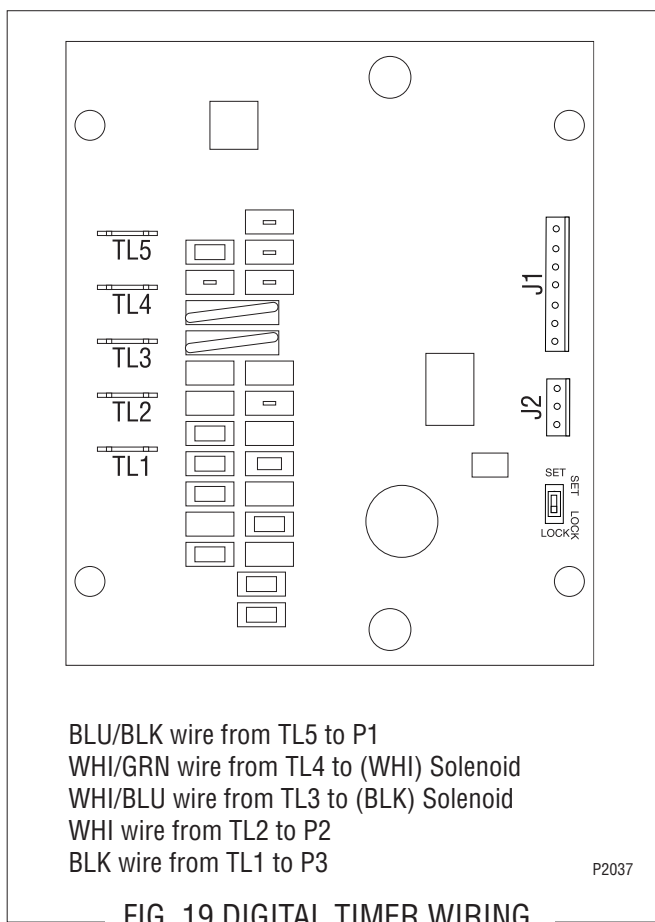 TL5
TL4
TL3
TL2
TL1
J1
J2
SET
SET
LOCK
LOCK
BLU/BLK wire from TL5 to P1
WHI/GRN wire from TL4 to (WHI) Solenoid
WHI/BLU wire from TL3 to (BLK) Solenoid
WHI wire from TL2 to P2
BLK wire from TL1 to P3
P2037
FIG. 19 DIGITAL TIMER WIRING